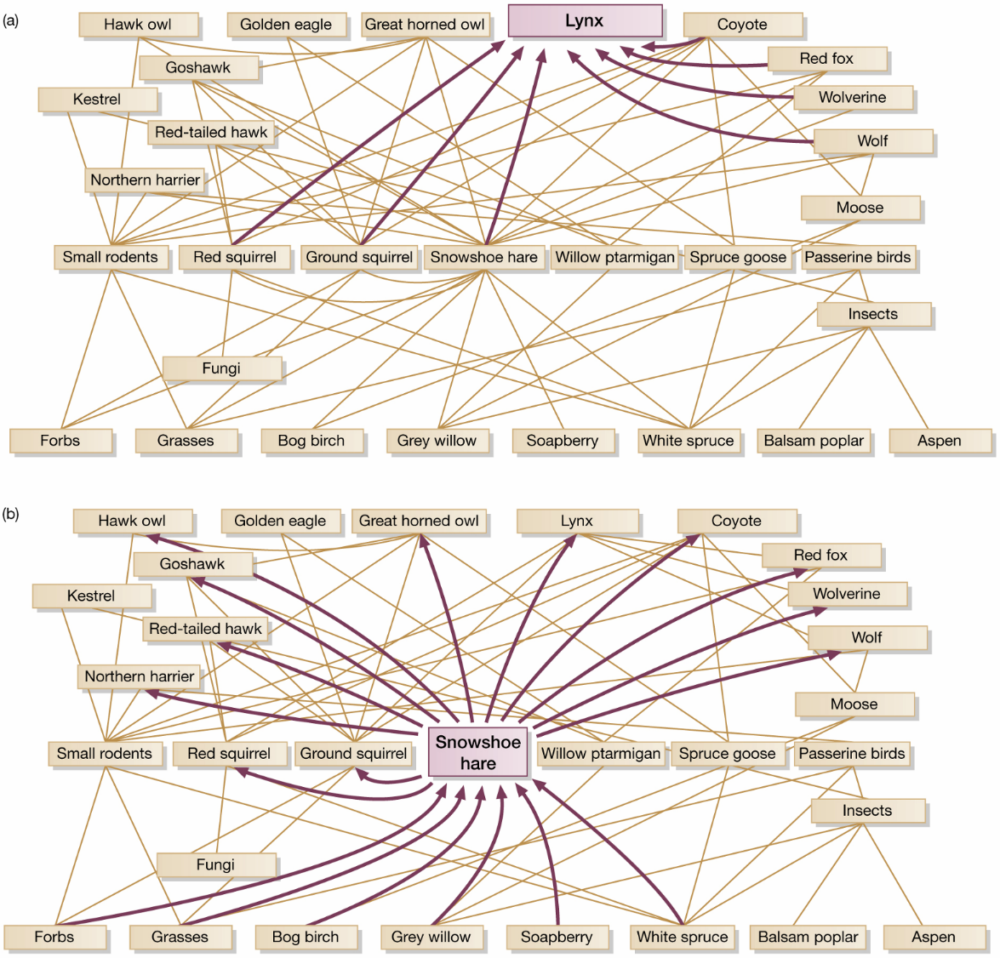 (a)
Hawk owl
Golden eagle
Great horned owl
Lynx
Coyote
Goshawk
Red fox
Kestrel
Wolverine
Red-tailed hawk
Wolf
Northern harrier
Moose
Small rodents
Red squirrel
Ground squirrel
Snowshoe hare
Willow ptarmigan
Spruce goose
Passerine birds
Insects
Fungi
Forbs
Grasses
Bog birch
Grey willow
Soapberry
White spruce
Balsam poplar
Aspen
(b)
Hawk owl
Golden eagle
Great horned owl
Lynx
Coyote
Goshawk
Red fox
Kestrel
Wolverine
Red-tailed hawk
Wolf
Northern harrier
Moose
Small rodents
Red squirrel
Ground squirrel
Snowshoe
hare
Willow ptarmigan
Spruce goose
Passerine birds
Insects
Fungi
Forbs
Grasses
Bog birch
Grey willow
Soapberry
White spruce
Balsam poplar
Aspen